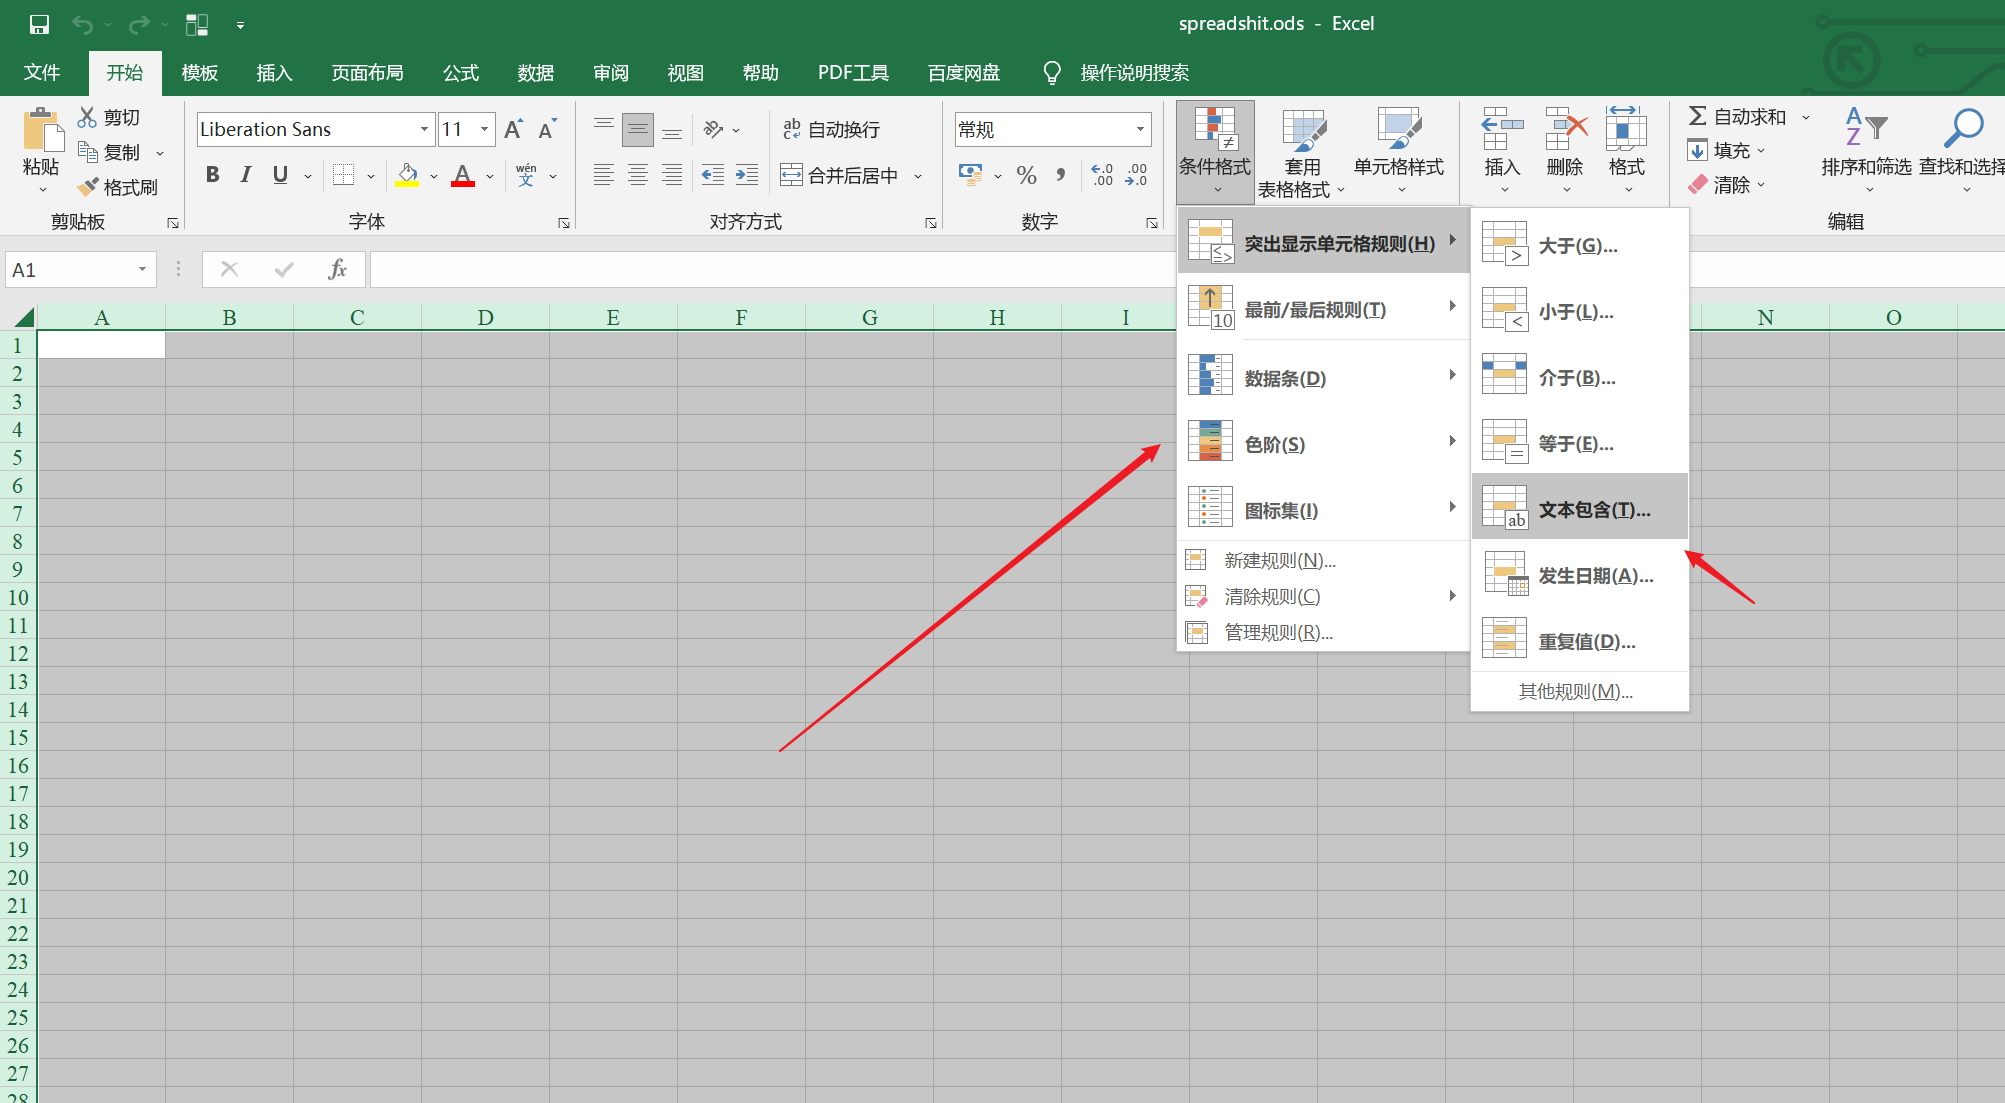 spreadshit.ods - Excel
文件 开始 模板 插入 页面布局 公式 数据 审阅 视图 帮助 PDF工具 百度网盘 操作说明搜索
粘贴
剪切
复制
格式刷
剪贴板
Liberation Sans 11 A A
B I U A wén 文
字体
ab c 自动换行
合并后居中
对齐方式
常规
% , .0 .00 .00 .0
数字
条件格式
套用
表格格式
单元格样式
插入
删除
格式
Σ 自动求和
填充
清除
A Z
排序和筛选
查找和选择
编辑
A1 fx
A B C D E F G H I N O
1
2
3
4
5
6
7
8
9
10
11
12
13
14
15
16
17
18
19
20
21
22
23
24
25
26
27
28
突出显示单元格规则(H)
10 最前/最后规则(T)
数据条(D)
色阶(S)
图标集(I)
新建规则(N)...
清除规则(C)
管理规则(R)...
> 大于(G)...
< 小于(L)...
介于(B)...
= 等于(E)...
ab 文本包含(T)...
发生日期(A)...
重复值(D)...
其他规则(M)...